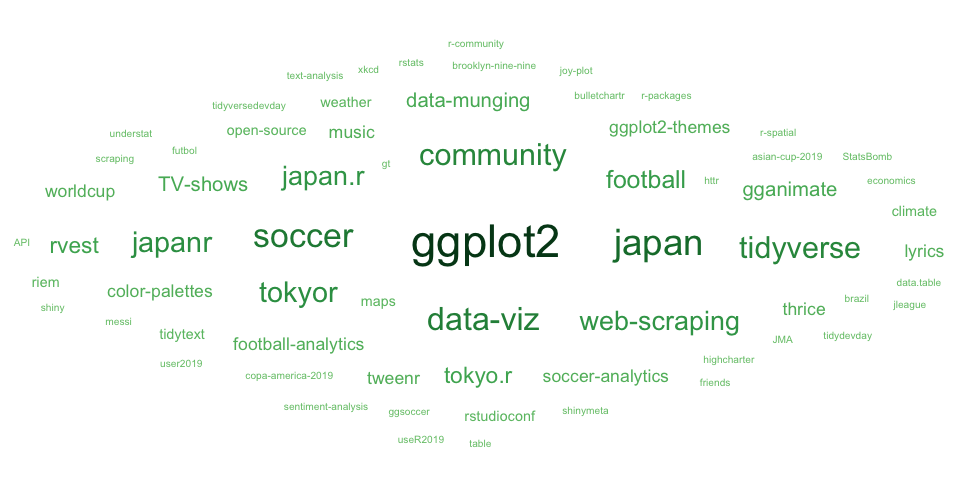 r-community
rstats
brooklyn-nine-nine
xkcd
joy-plot
text-analysis
bulletchartr
r-packages
data-munging
weather
tidyversedevday
ggplot2-themes
open-source
music
understat
r-spatial
futbol
community
scraping
asian-cup-2019
StatsBomb
gt
japan.r
football
httr
economics
TV-shows
worldcup
gganimate
climate
soccer
API
rvest
japanr
ggplot2
japan
tidyverse
lyrics
riem
data.table
color-palettes
tokyor
maps
brazil
jleague
shiny
thrice
messi
data-viz
web-scraping
tidytext
JMA
tidydevday
football-analytics
user2019
highcharter
copa-america-2019
tweenr
tokyo.r
soccer-analytics
friends
sentiment-analysis
ggsoccer
rstudioconf
shinymeta
useR2019
table